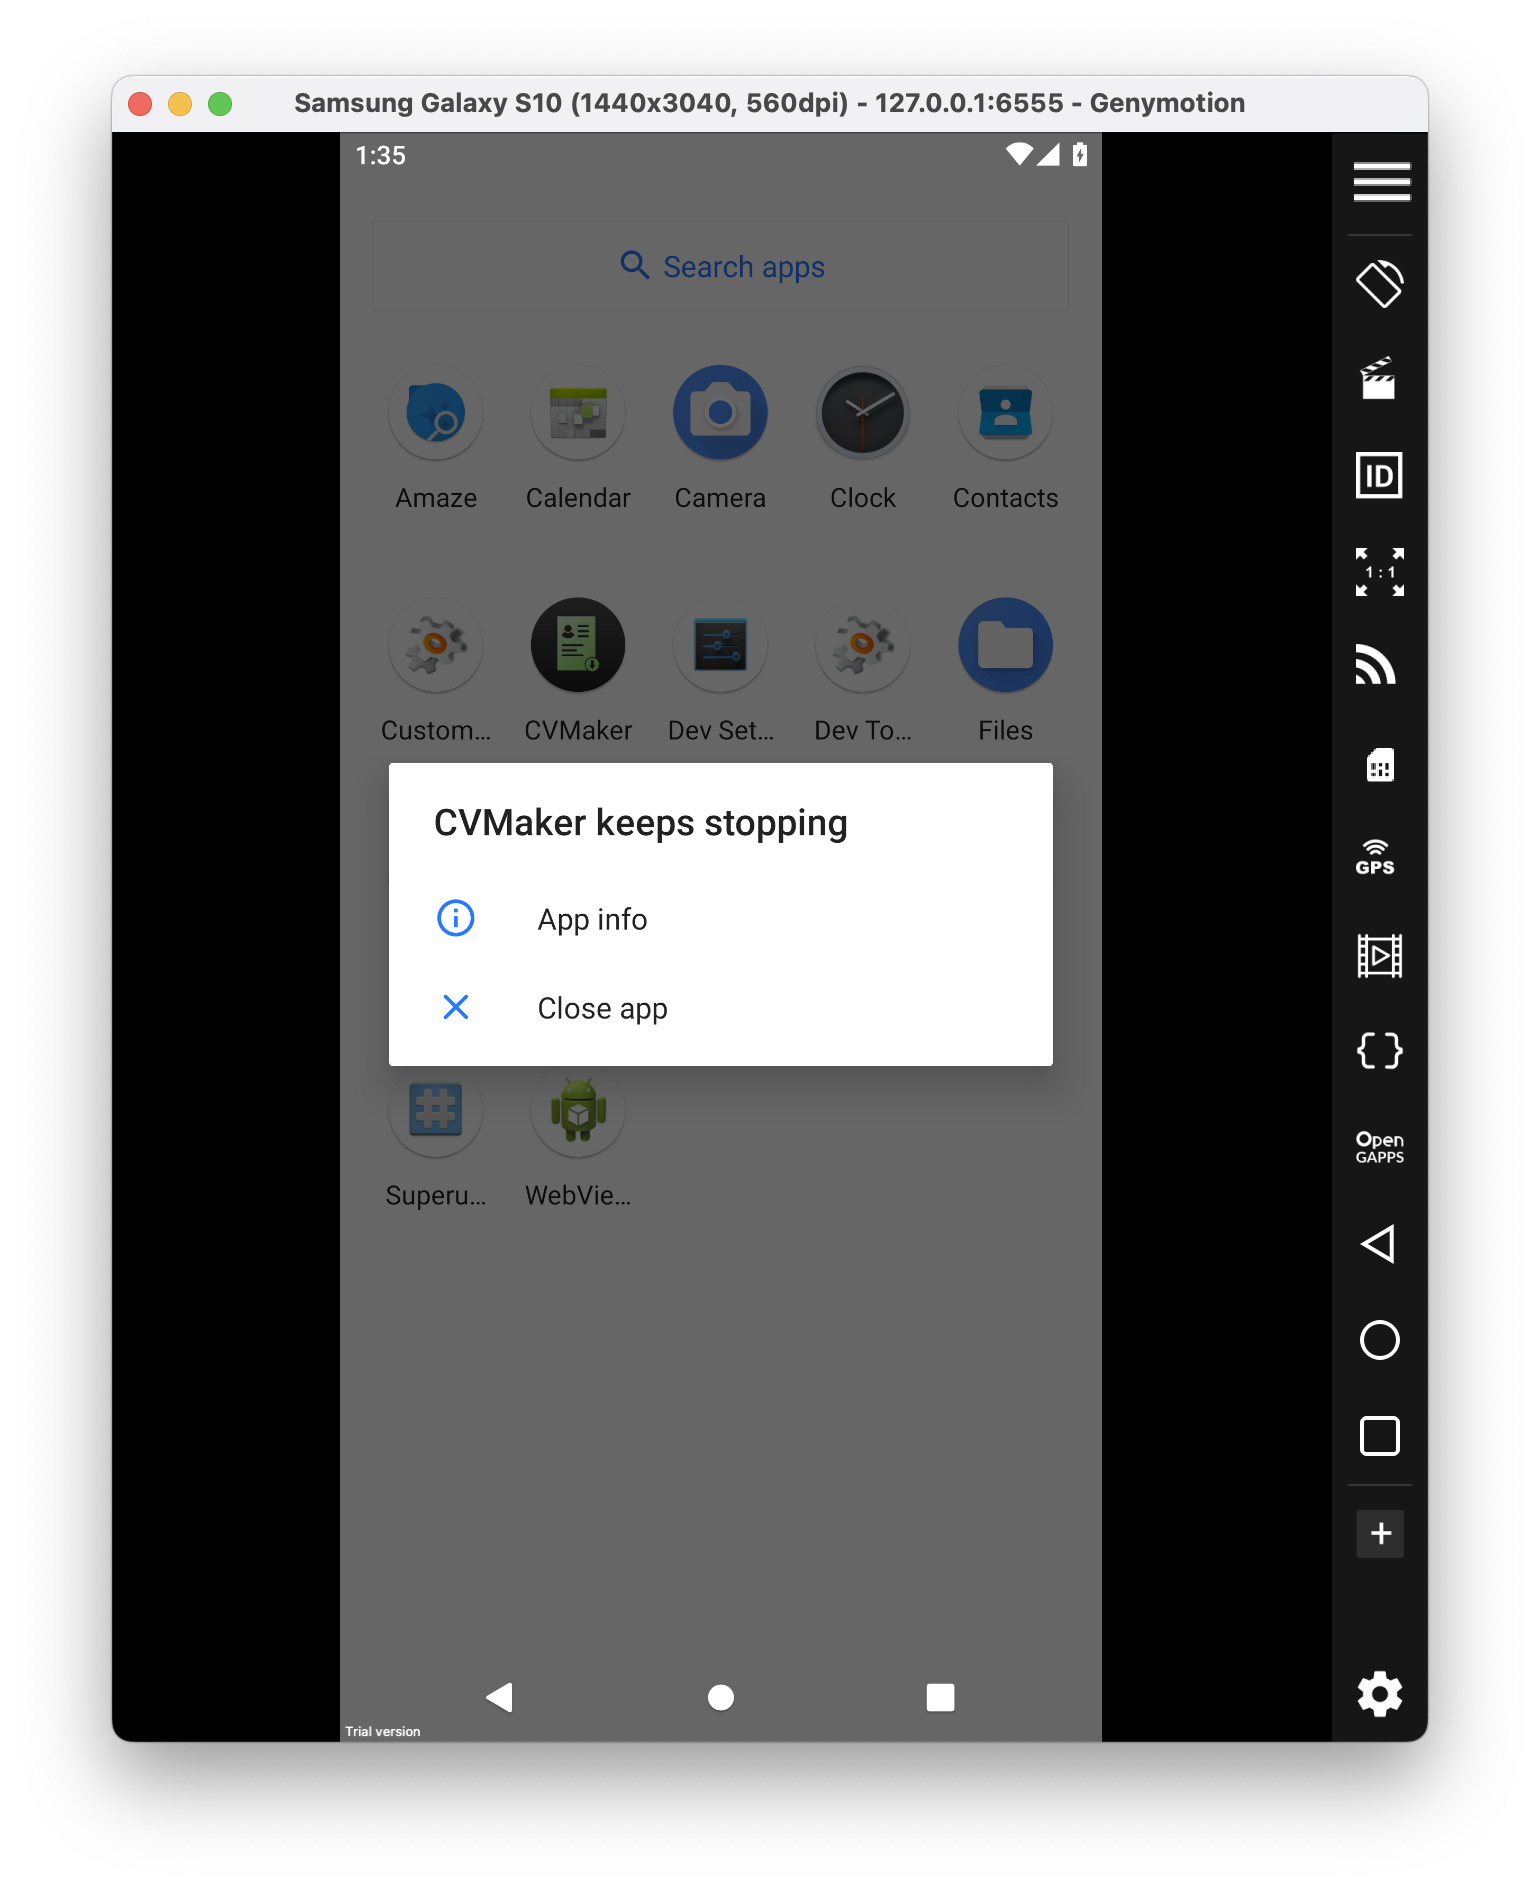 Samsung Galaxy S10 (1440x3040, 560dpi) - 127.0.0.1:6555 - Genymotion
1:35
Search apps
Amaze Calendar Camera Clock Contacts
ID
1 : 1
Custom... CVMaker Dev Set... Dev To... Files
CVMaker keeps stopping
GPS
App info
Close app
Open
GAPPS
Superu... WebVie...
Trial version